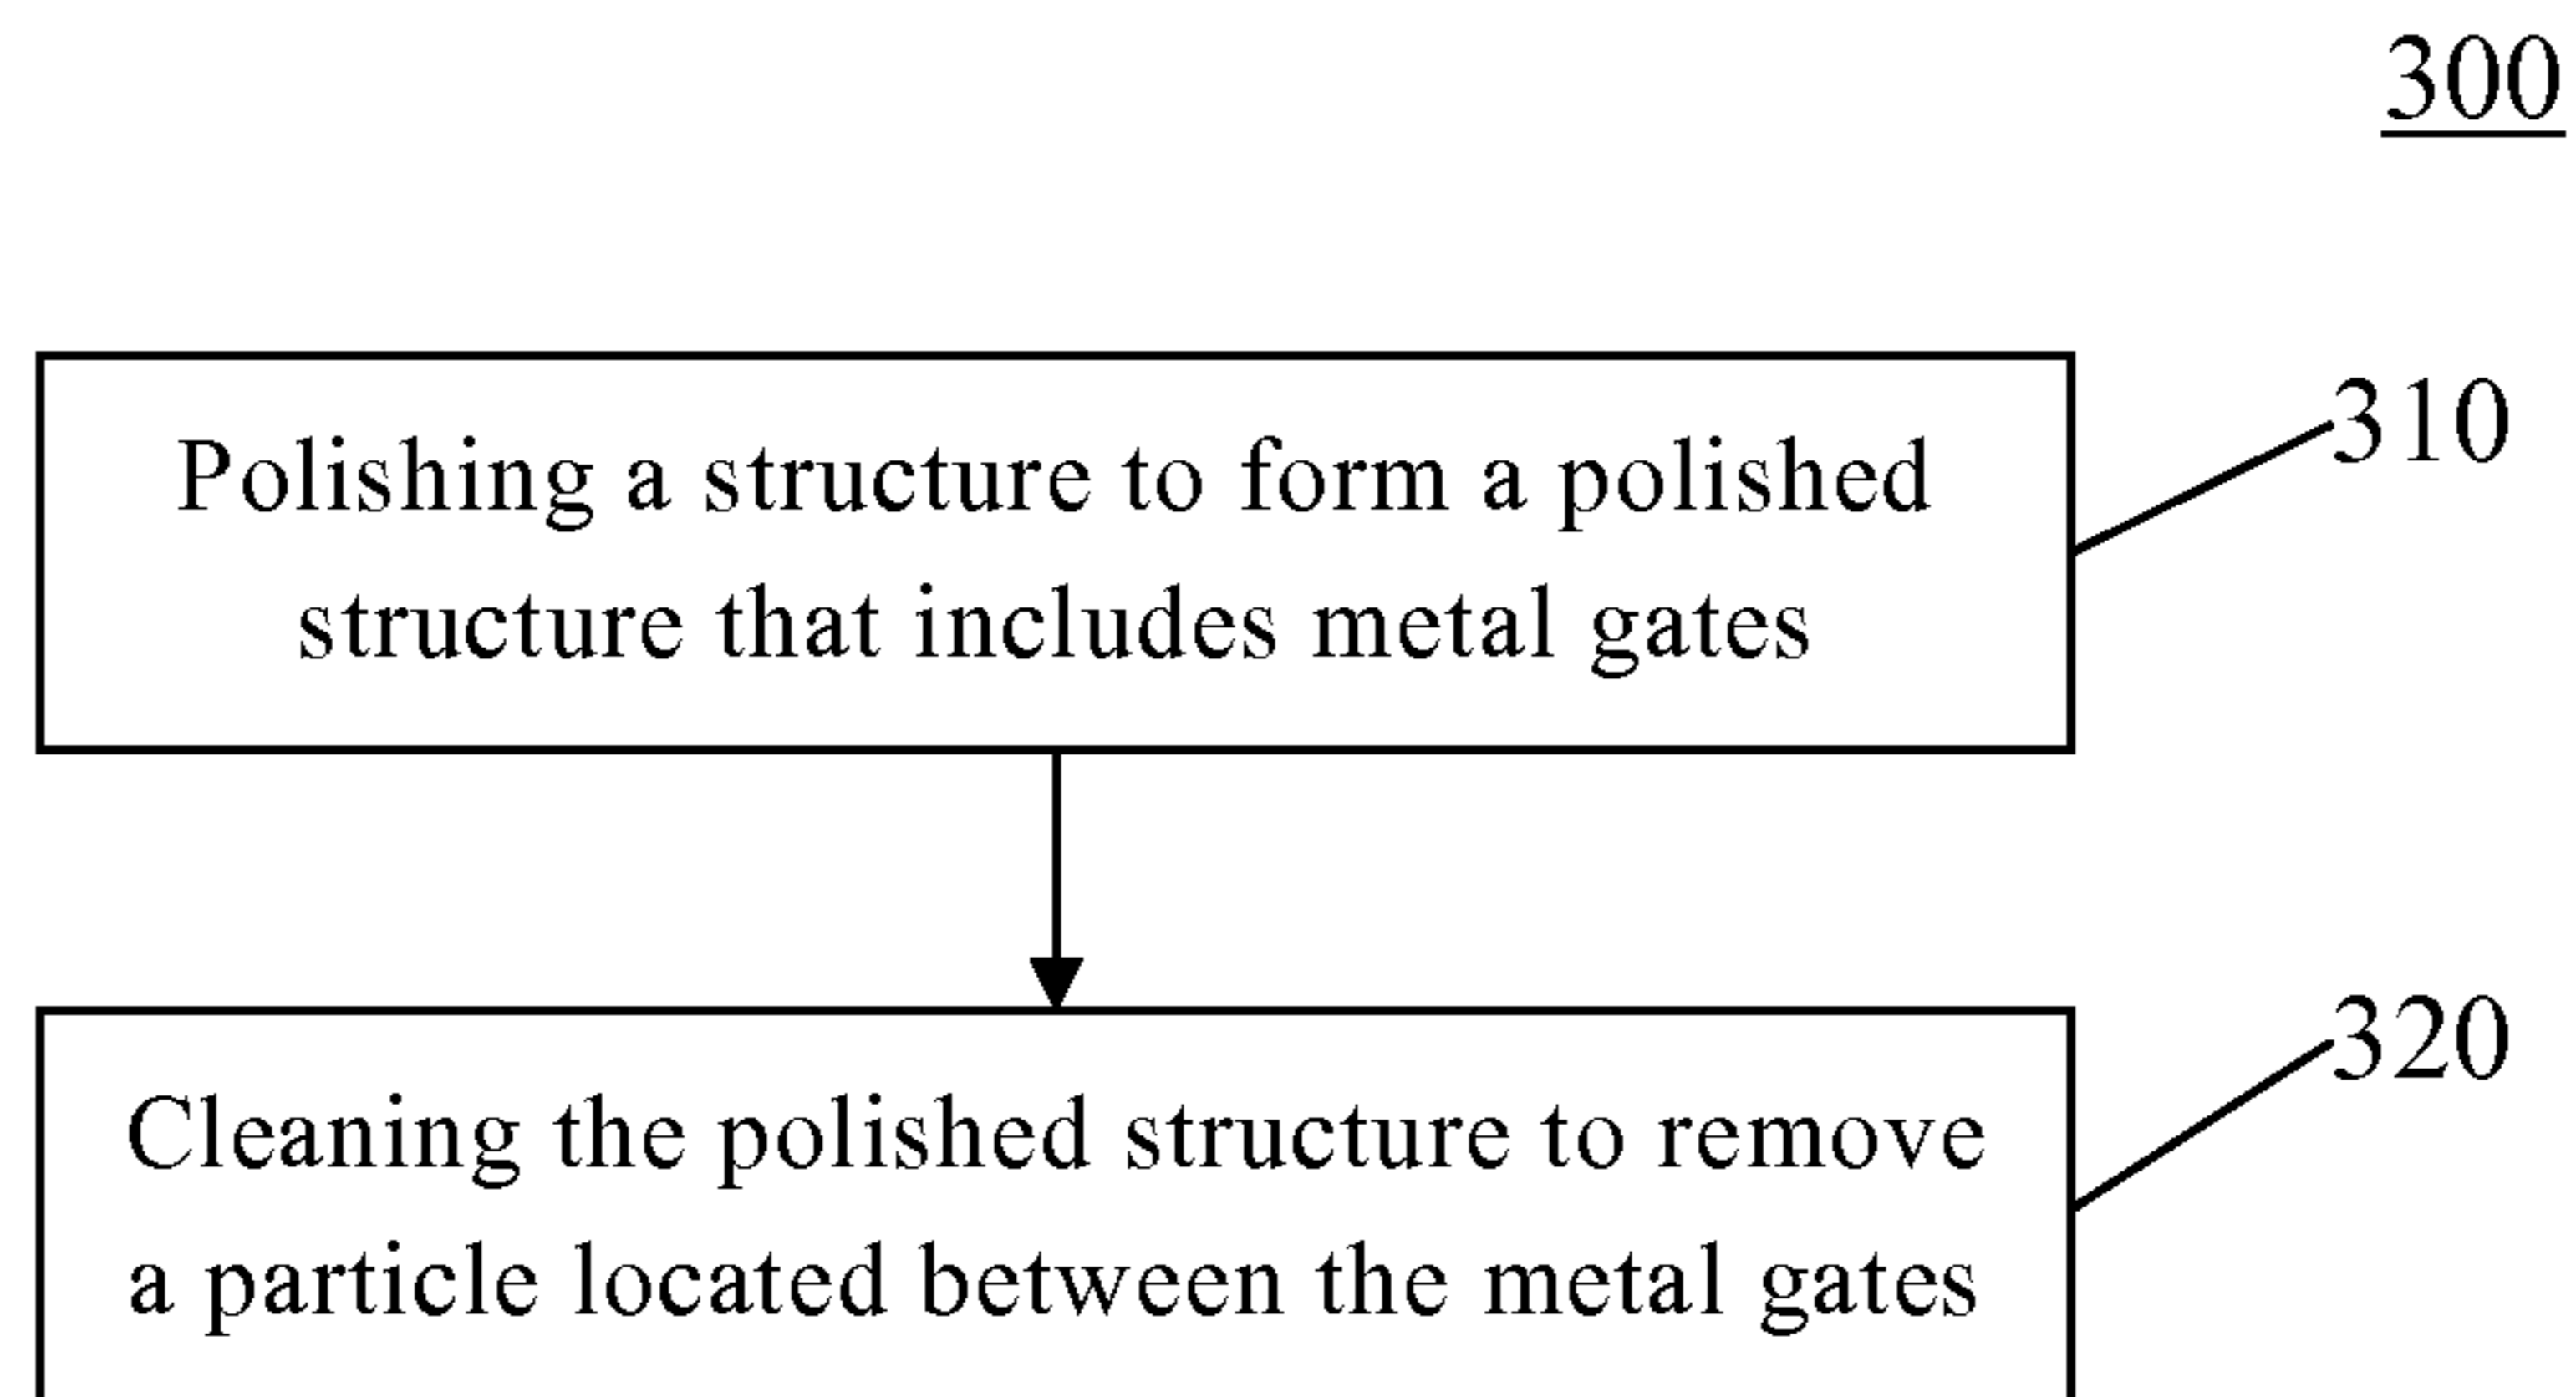 300
Polishing a structure to form a polished
structure that includes metal gates
310
Cleaning the polished structure to remove
a particle located between the metal gates
320